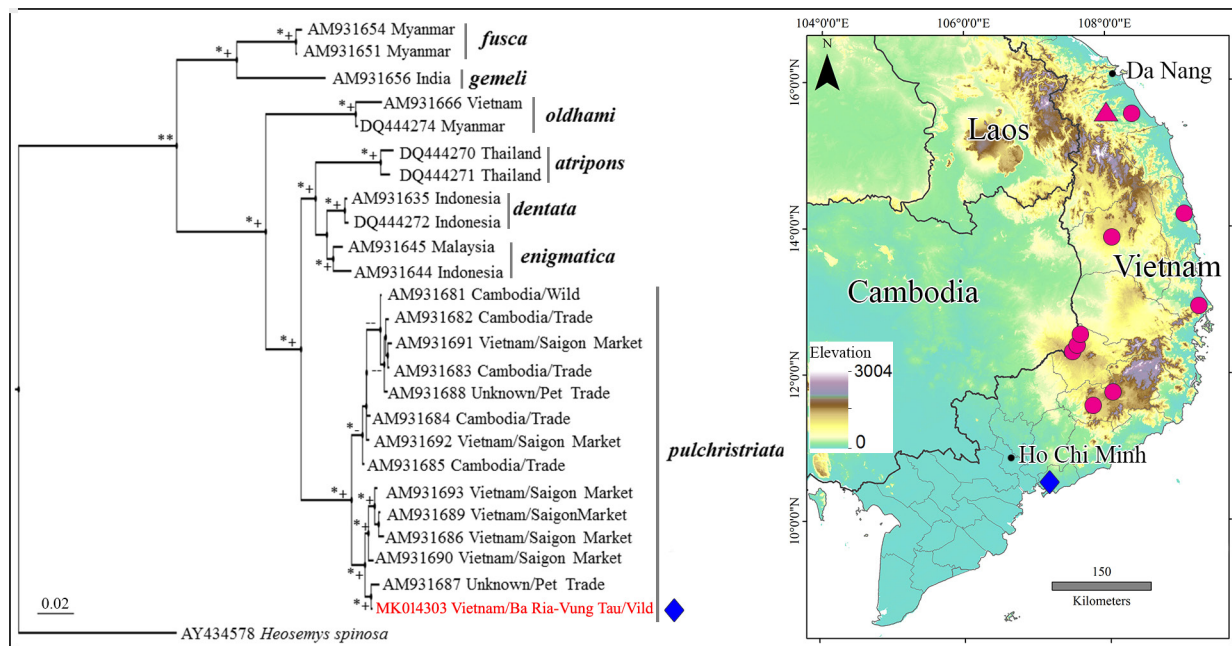 AM931654 Myanmar
*+
fusca
*+
AM931651 Myanmar
AM931656 India
gemeli
AM931666 Vietnam
*+
oldhami
**
DQ444274 Myanmar
DQ444270 Thailand
*+
atripons
DQ444271 Thailand
*+
AM931635 Indonesia
*+
dentata
*+
DQ444272 Indonesia
AM931645 Malaysia
*+
enigmatica
AM931644 Indonesia
AM931681 Cambodia/Wild
--
AM931682 Cambodia/Trade
*+
AM931691 Vietnam/Saigon Market
--
AM931683 Cambodia/Trade
AM931688 Unknown/Pet Trade
AM931684 Cambodia/Trade
*-
AM931692 Vietnam/Saigon Market
pulchristriata
AM931685 Cambodia/Trade
*+
AM931693 Vietnam/Saigon Market
*+
AM931689 Vietnam/SaigonMarket
*+
AM931686 Vietnam/Saigon Market
AM931690 Vietnam/Saigon Market
*+
AM931687 Unknown/Pet Trade
*+
MK014303 Vietnam/Ba Ria-Vung Tau/Vild
0.02
AY434578 Heosemys spinosa
104°0'0"E
106°0'0"E
108°0'0"E
N
16°0'0"N
14°0'0"N
12°0'0"N
10°0'0"N
Da Nang
Laos
Vietnam
Cambodia
Elevation
3004
0
Ho Chi Minh
150
Kilometers